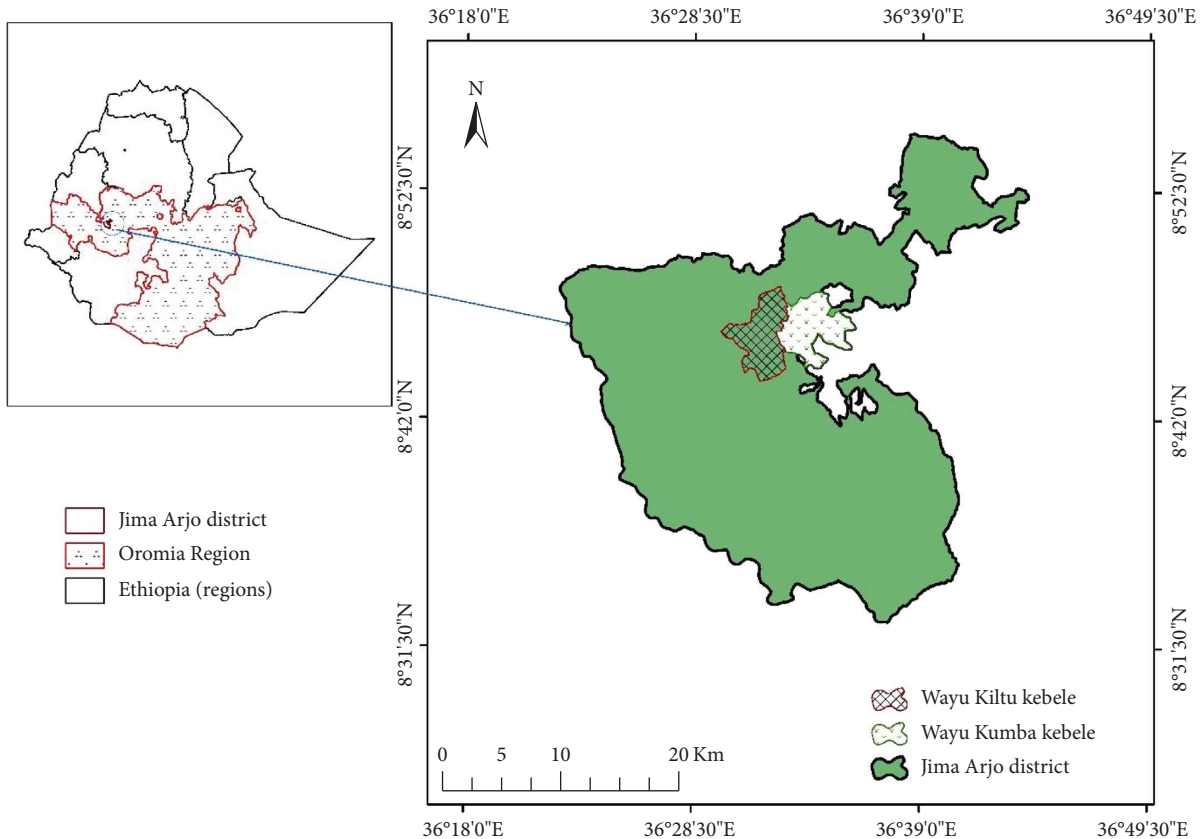 36°18'0"E
36°28'30"E
36°39'0"E
36°49'30"E
N
8°52'30"N
8°52'30"N
8°42'0"N
8°42'0"N
8°31'30"N
8°31'30"N
Jima Arjo district
Oromia Region
Ethiopia (regions)
Wayu Kiltu kebele
Wayu Kumba kebele
Jima Arjo district
0 5 10 20 Km
36°18'0"E
36°28'30"E
36°39'0"E
36°49'30"E